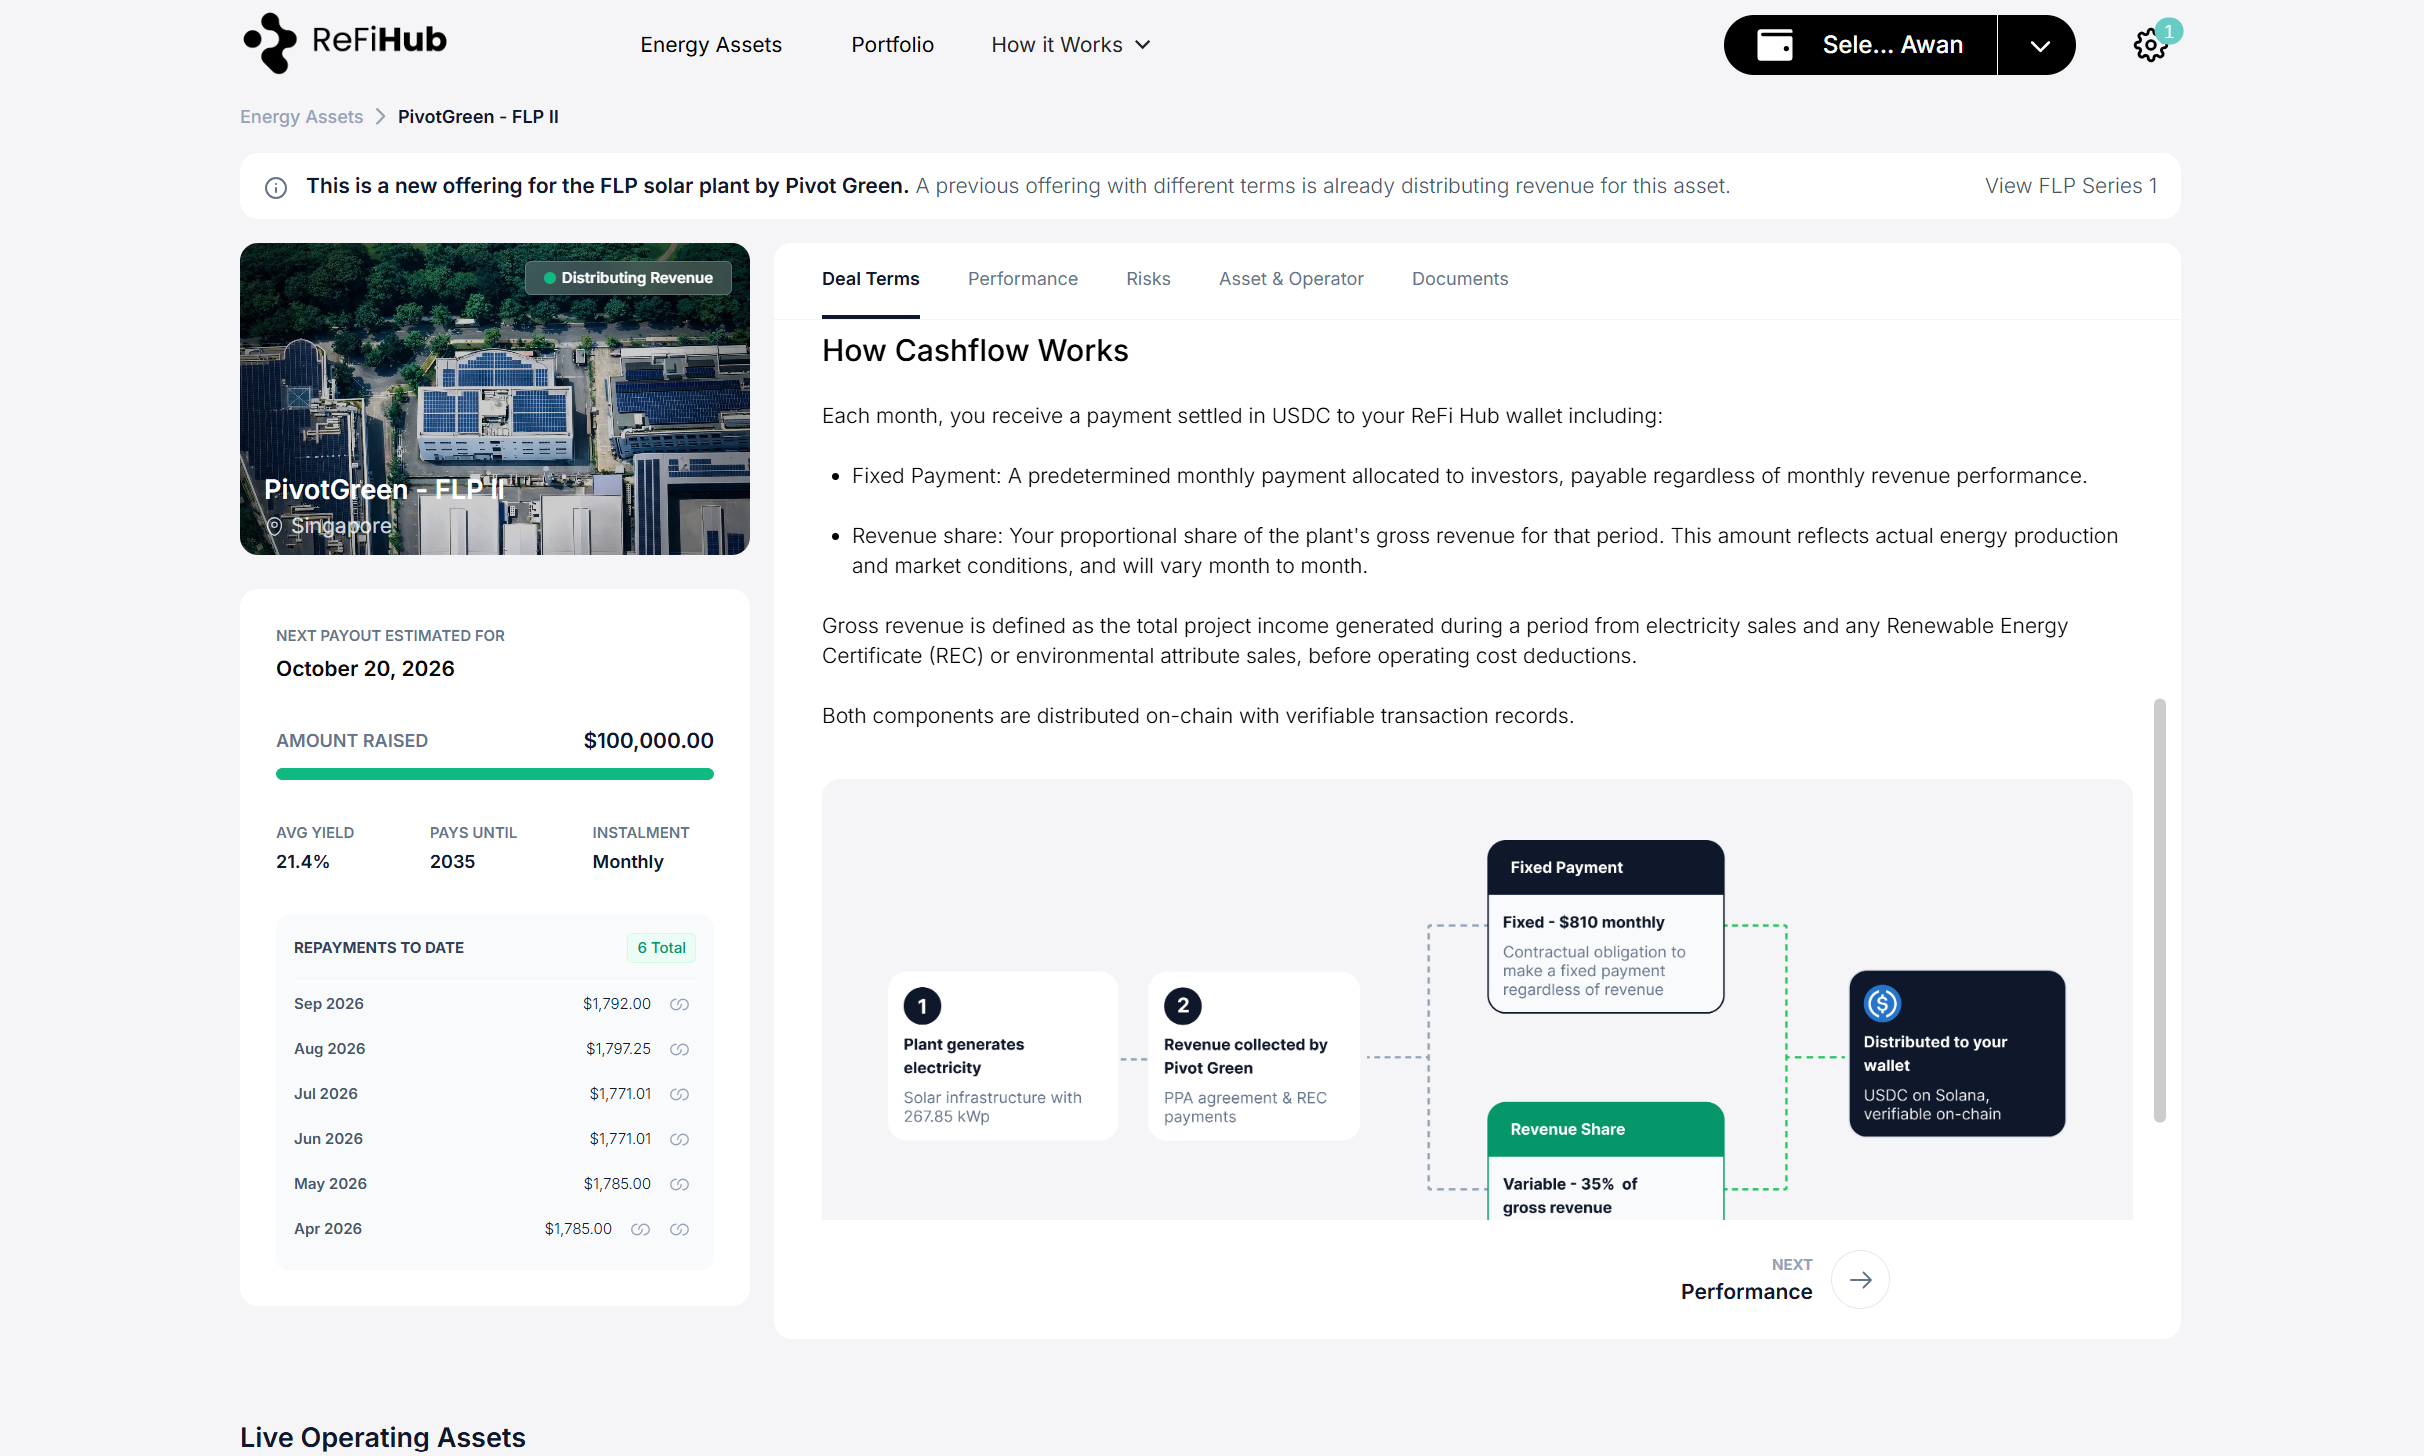 ReFiHub
Energy Assets
Portfolio
How it Works
Sele... Awan
1
Energy Assets
PivotGreen - FLP II
This is a new offering for the FLP solar plant by Pivot Green. A previous offering with different terms is already distributing revenue for this asset.
View FLP Series 1
Distributing Revenue
PivotGreen - FLP II
Singapore
NEXT PAYOUT ESTIMATED FOR
October 20, 2026
AMOUNT RAISED $100,000.00
AVG YIELD PAYS UNTIL INSTALMENT
21.4% 2035 Monthly
REPAYMENTS TO DATE 6 Total
Sep 2026 $1,792.00
Aug 2026 $1,797.25
Jul 2026 $1,771.01
Jun 2026 $1,771.01
May 2026 $1,785.00
Apr 2026 $1,785.00
Deal Terms Performance Risks Asset & Operator Documents
How Cashflow Works
Each month, you receive a payment settled in USDC to your ReFi Hub wallet including:
• Fixed Payment: A predetermined monthly payment allocated to investors, payable regardless of monthly revenue performance.
• Revenue share: Your proportional share of the plant's gross revenue for that period. This amount reflects actual energy production
and market conditions, and will vary month to month.
Gross revenue is defined as the total project income generated during a period from electricity sales and any Renewable Energy
Certificate (REC) or environmental attribute sales, before operating cost deductions.
Both components are distributed on-chain with verifiable transaction records.
1
Plant generates
electricity
Solar infrastructure with
267.85 kWp
2
Revenue collected by
Pivot Green
PPA agreement & REC
payments
Fixed Payment
Fixed - $810 monthly
Contractual obligation to
make a fixed payment
regardless of revenue
Revenue Share
Variable - 35% of
gross revenue
Distributed to your
wallet
USDC on Solana,
verifiable on-chain
NEXT
Performance
Live Operating Assets